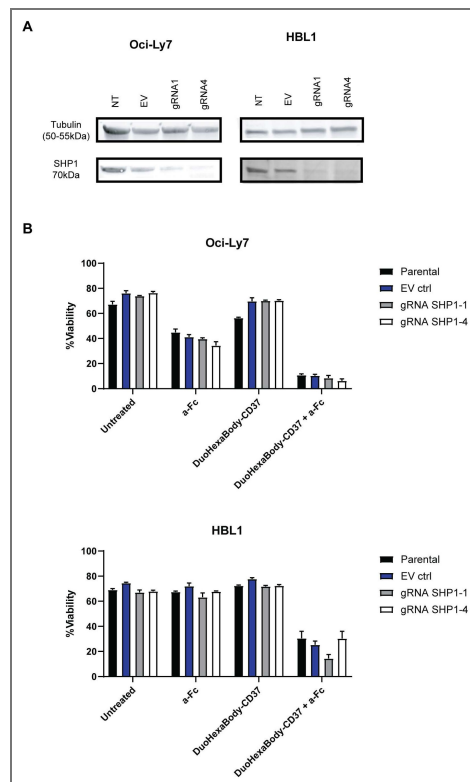 A
Oci-Ly7
HBL1
NT EV gRNA1 gRNA4 NT EV gRNA1 gRNA4
Tubulin
(50-55kDa)
SHP1
70kDa
B
Oci-Ly7
100
80
60
40
20
0
%Viability
Untreated
a-Fc
DuoHexaBody-CD37
DuoHexaBody-CD37 + a-Fc
Parental
EV ctrl
gRNA SHP1-1
gRNA SHP1-4
HBL1
100
80
60
40
20
0
%Viability
Untreated
a-Fc
DuoHexaBody-CD37
DuoHexaBody-CD37 + a-Fc
Parental
EV ctrl
gRNA SHP1-1
gRNA SHP1-4